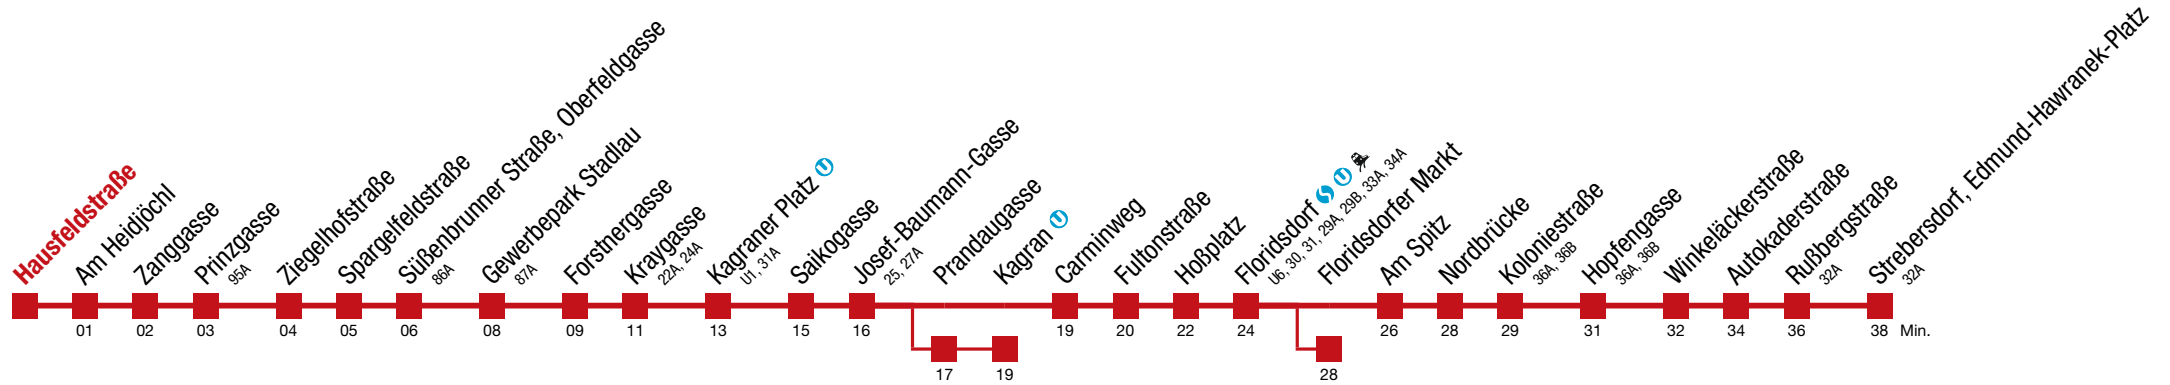 Hausfeldstraße
Am Heidjöchl
Zanggasse
Prinzgasse
95A
Ziegelhofstraße
Spargelfeldstraße
Süßenbrunner Straße, Oberfeldgasse
86A
Gewerbepark Stadlau
87A
Forstnergasse
Kraygasse
22A, 24A
Kagraner Platz U
U1, 31A
Saikogasse
Josef-Baumann-Gasse
25, 27A
Prandaugasse
Kagran U
Carminweg
Fultonstraße
Hoßplatz
Floridsdorf S U
U6, 30, 31, 29A, 29B, 33A, 34A
Floridsdorfer Markt
Am Spitz
Nordbrücke
Koloniestraße
36A, 36B
Hopfengasse
36A, 36B
Winkeläckerstraße
Autokaderstraße
Rußbergstraße
32A
Strebersdorf, Edmund-Hawranek-Platz
32A
01 02 03 04 05 06 08 09 11 13 15 16 19 20 22 24 26 28 29 31 32 34 36 38 Min.
17 19 28